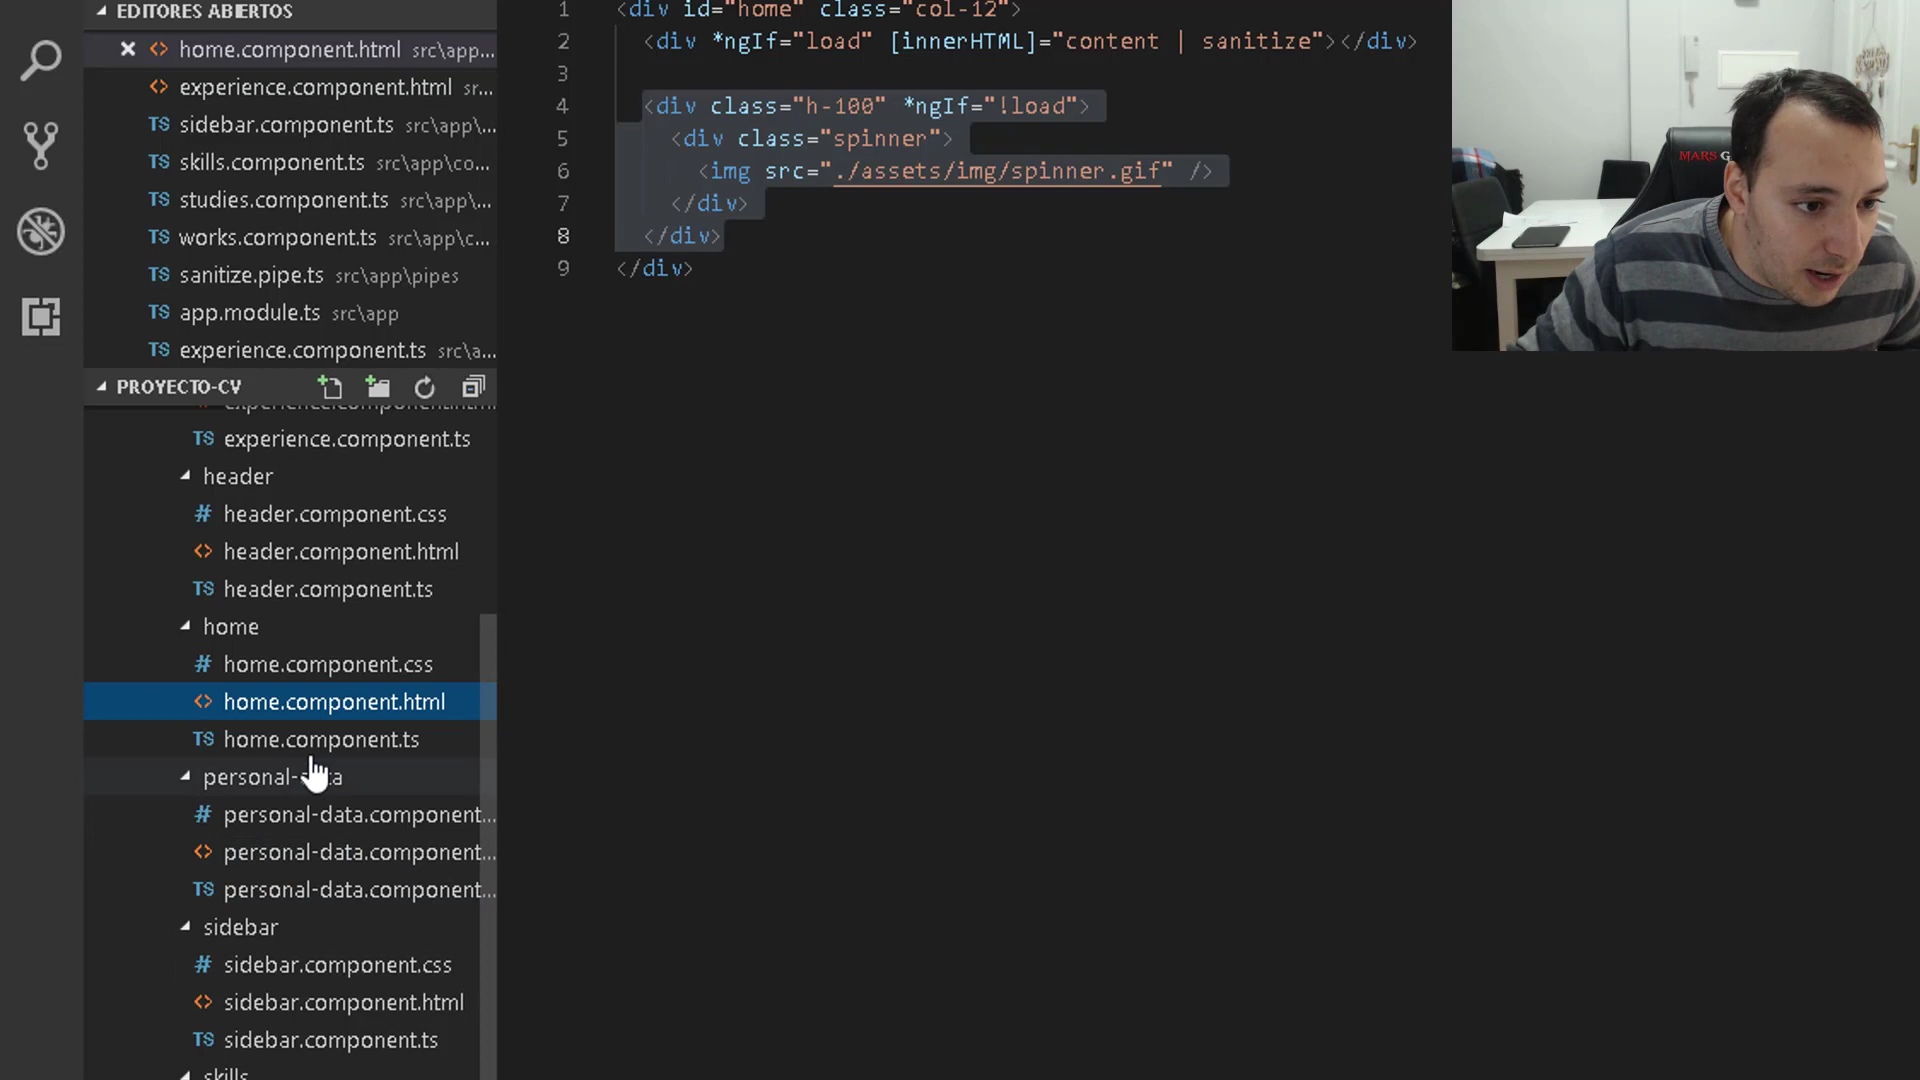 EDITORES ABIERTOS
home.component.html src\app...
experience.component.html sr...
sidebar.component.ts src\app\...
skills.component.ts src\app\co...
studies.component.ts src\app\...
works.component.ts src\app\c...
sanitize.pipe.ts src\app\pipes
app.module.ts src\app
experience.component.ts src\a...
PROYECTO-CV
experience.component.html
experience.component.ts
header
header.component.css
header.component.html
header.component.ts
home
home.component.css
home.component.html
home.component.ts
personal-data
personal-data.component...
personal-data.component...
personal-data.component...
sidebar
sidebar.component.css
sidebar.component.html
sidebar.component.ts
skills
1 <div id="home" class="col-12">
2 <div *ngIf="load" [innerHTML]="content | sanitize"></div>
3
4 <div class="h-100" *ngIf="!load">
5 <div class="spinner">
6 <img src="./assets/img/spinner.gif" />
7 </div>
8 </div>
9 </div>
MARS G